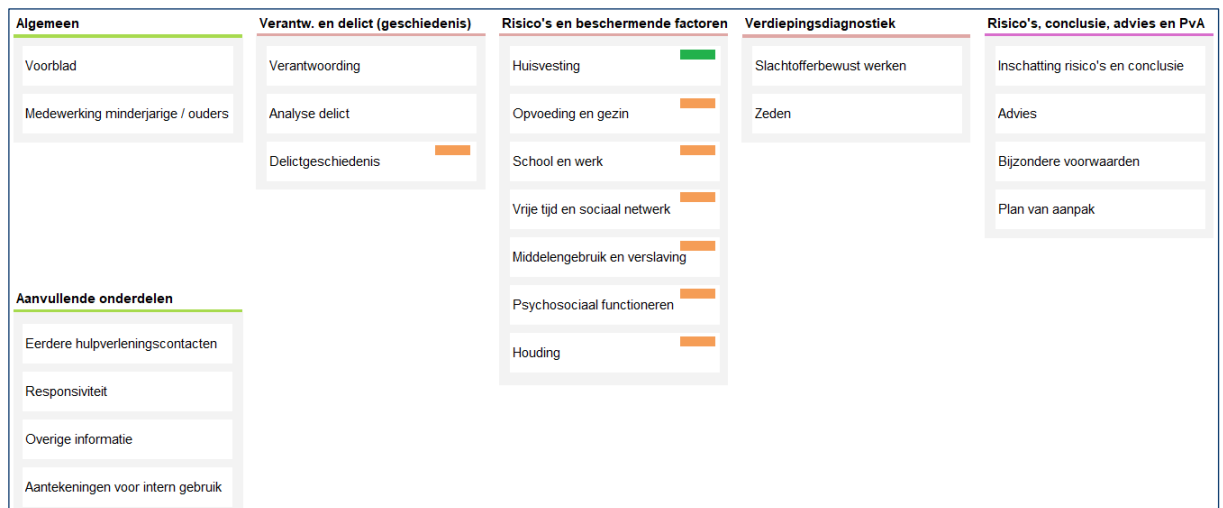 Algemeen
Voorblad
Medewerking minderjarige / ouders
Verantw. en delict (geschiedenis)
Verantwoording
Analyse delict
Delictgeschiedenis
Risico's en beschermende factoren
Huisvesting
Opvoeding en gezin
School en werk
Vrije tijd en sociaal netwerk
Middelengebruik en verslaving
Psychosociaal functioneren
Houding
Verdiepingsdiagnostiek
Slachtofferbewust werken
Zeden
Risico's, conclusie, advies en PvA
Inschatting risico's en conclusie
Advies
Bijzondere voorwaarden
Plan van aanpak
Aanvullende onderdelen
Eerdere hulpverleningscontacten
Responsiviteit
Overige informatie
Aantekeningen voor intern gebruik